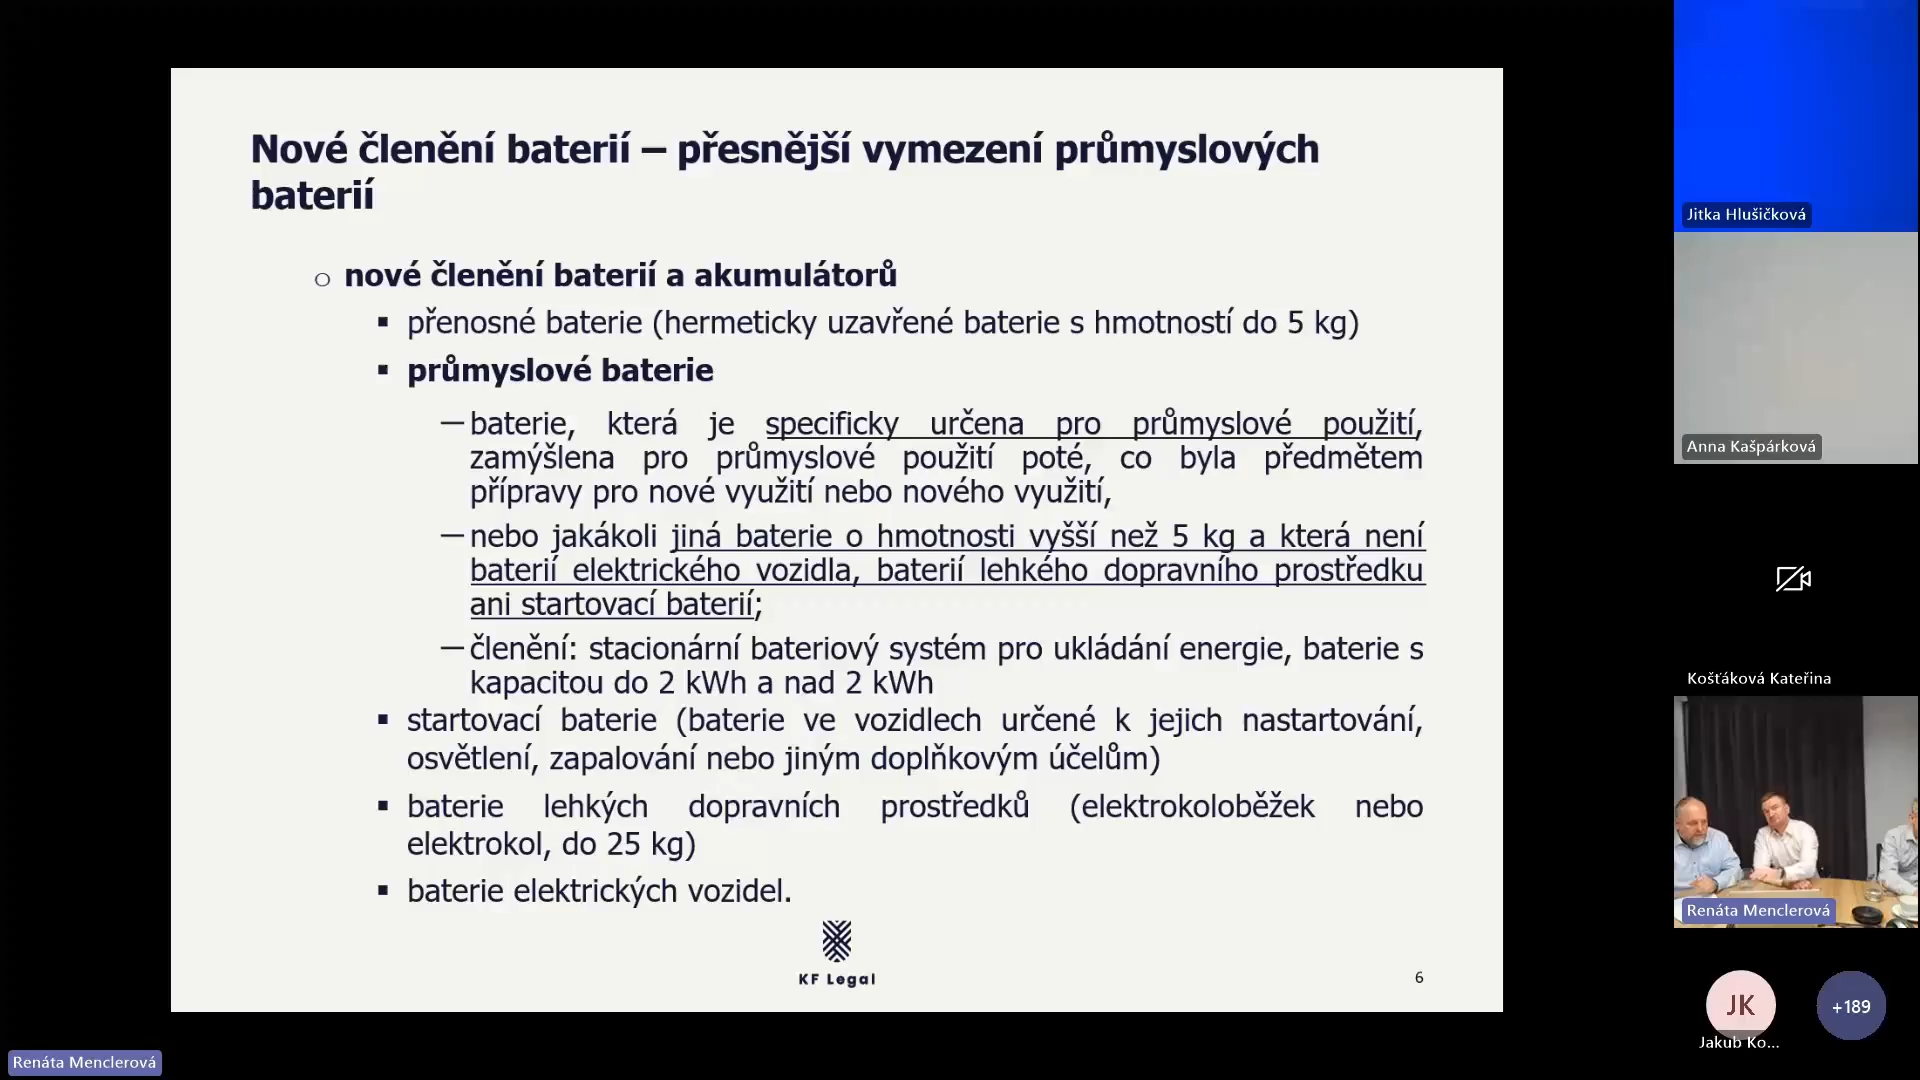 Nové členění baterií – přesnější vymezení průmyslových
baterií
o nové členění baterií a akumulátorů
▪ přenosné baterie (hermeticky uzavřené baterie s hmotností do 5 kg)
▪ průmyslové baterie
— baterie, která je specificky určena pro průmyslové použití,
zamýšlena pro průmyslové použití poté, co byla předmětem
přípravy pro nové využití nebo nového využití,
— nebo jakákoli jiná baterie o hmotnosti vyšší než 5 kg a která není
baterií elektrického vozidla, baterií lehkého dopravního prostředku
ani startovací baterií;
— členění: stacionární bateriový systém pro ukládání energie, baterie s
kapacitou do 2 kWh a nad 2 kWh
▪ startovací baterie (baterie ve vozidlech určené k jejich nastartování,
osvětlení, zapalování nebo jiným doplňkovým účelům)
▪ baterie lehkých dopravních prostředků (elektrokoloběžek nebo
elektrokol, do 25 kg)
▪ baterie elektrických vozidel.
KF Legal
6
Jitka Hlušičková
Anna Kašpárková
Košťáková Kateřina
Renáta Menclerová
JK
+189
Jakub Ko...
Renáta Menclerová